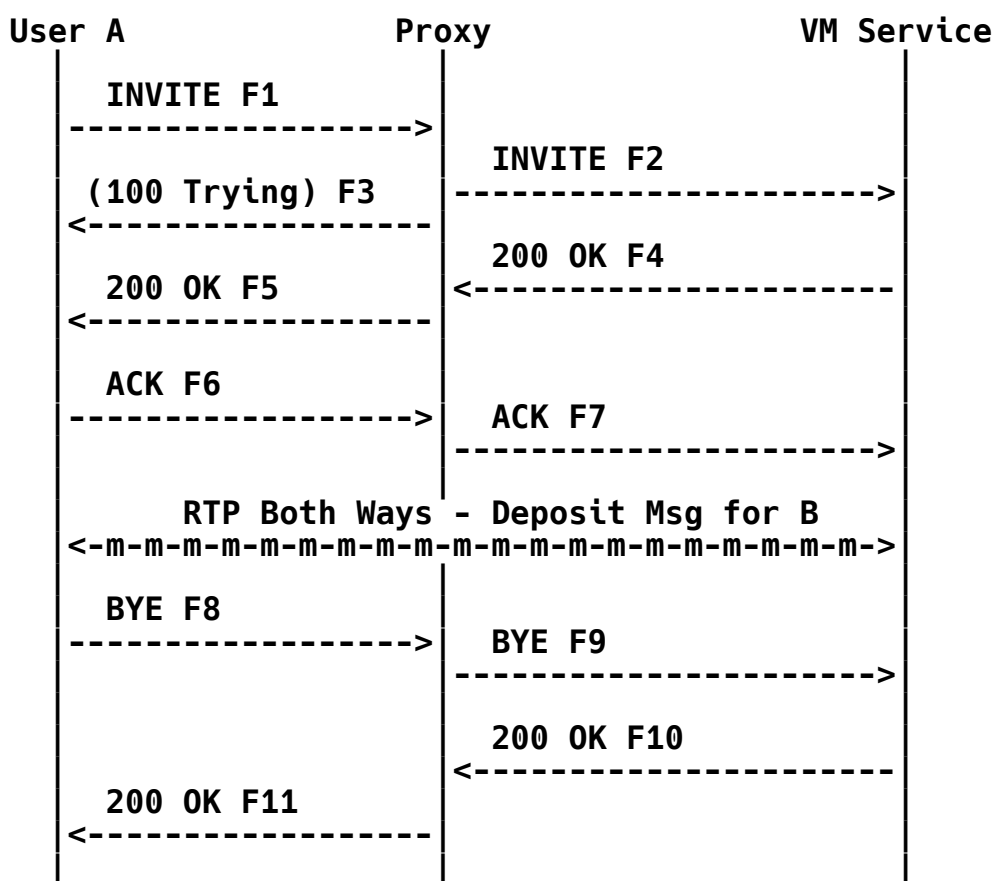 User A Proxy VM Service
INVITE F1
INVITE F2
(100 Trying) F3
200 OK F4
200 OK F5
ACK F6
ACK F7
RTP Both Ways - Deposit Msg for B
<-m-m-m-m-m-m-m-m-m-m-m-m-m-m-m-m-m-m-m-m->
BYE F8
BYE F9
200 OK F10
200 OK F11